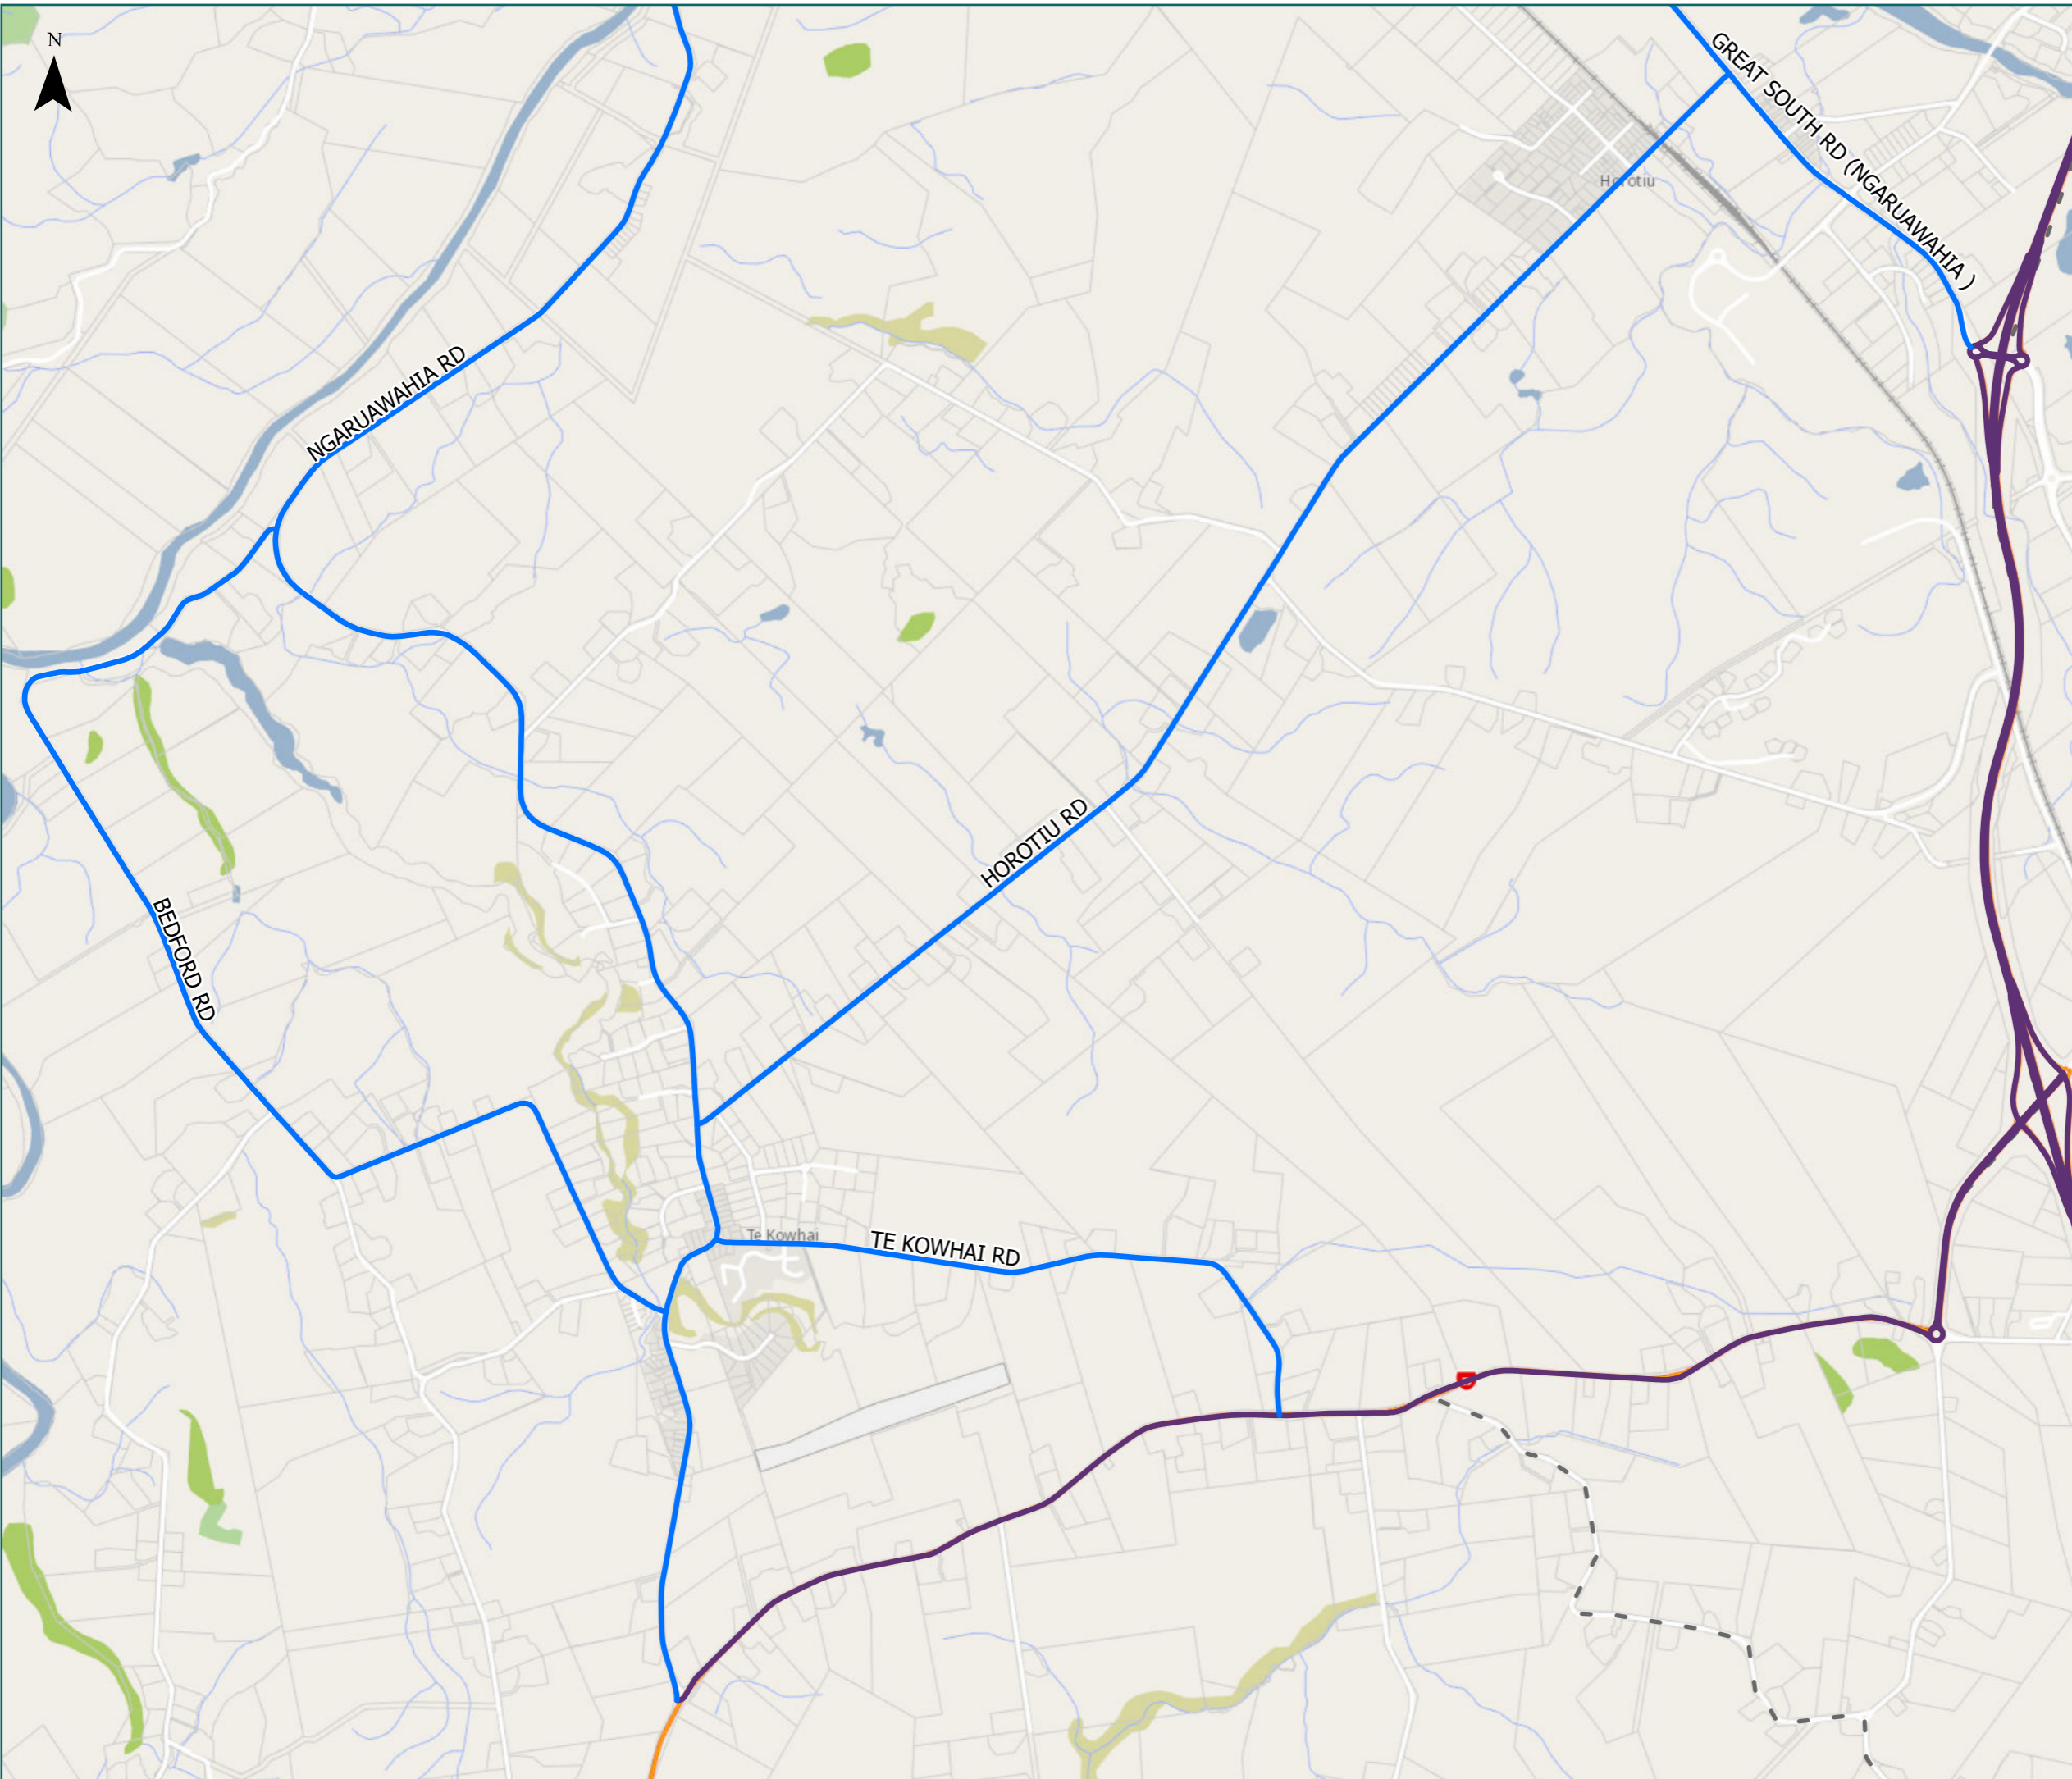 N
GREAT SOUTH RD (NGARUAWAHIA )
Horotiu
NGARUAWAHIA RD
HOROTIU RD
BEDFORD RD
Te Kowhai
TE KOWHAI RD